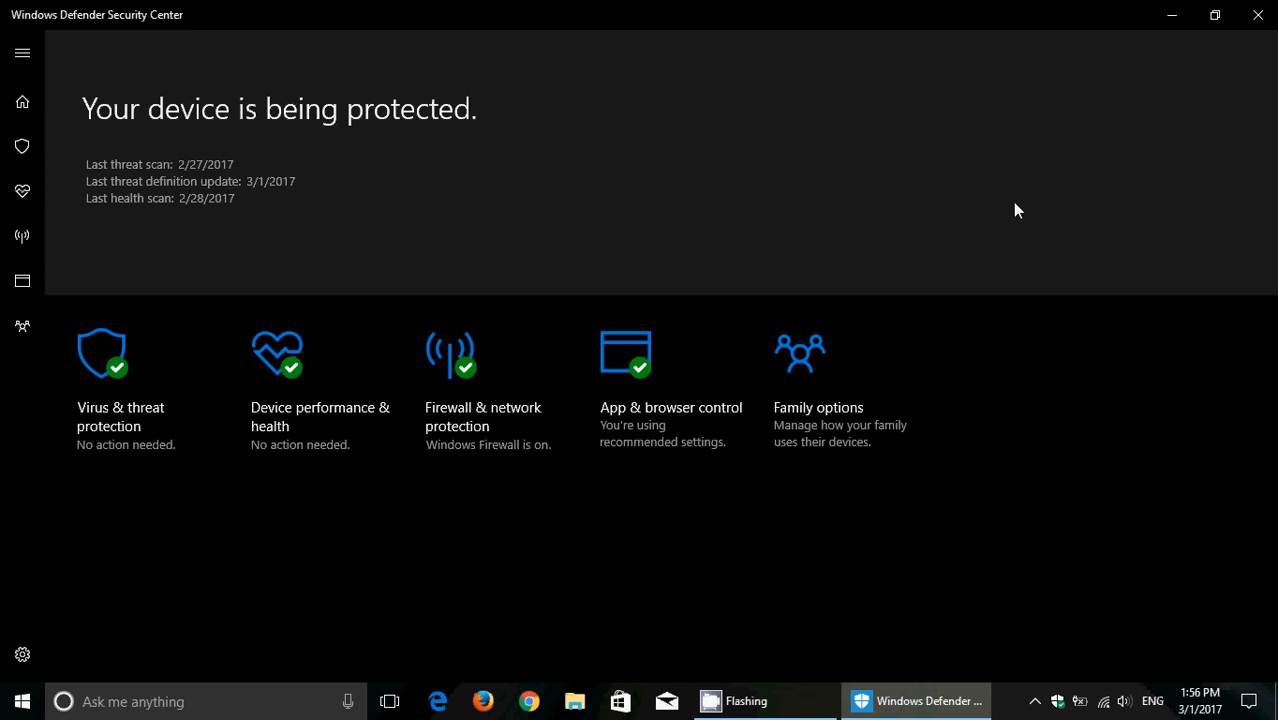 Windows Defender Security Center
Your device is being protected.
Last threat scan: 2/27/2017
Last threat definition update: 3/1/2017
Last health scan: 2/28/2017
Virus & threat
protection
No action needed.
Device performance &
health
No action needed.
Firewall & network
protection
Windows Firewall is on.
App & browser control
You're using
recommended settings.
Family options
Manage how your family
uses their devices.
Ask me anything
Flashing
Windows Defender ...
ENG
1:56 PM
3/1/2017